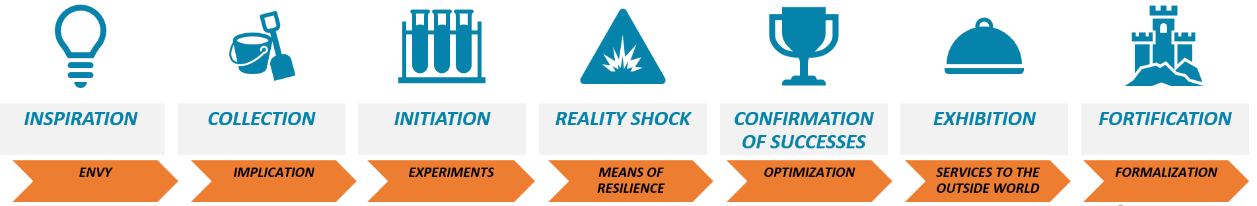 INSPIRATION
COLLECTION
INITIATION
REALITY SHOCK
CONFIRMATION
OF SUCCESSES
EXHIBITION
FORTIFICATION
ENVY
IMPLICATION
EXPERIMENTS
MEANS OF
RESILIENCE
OPTIMIZATION
SERVICES TO THE
OUTSIDE WORLD
FORMALIZATION